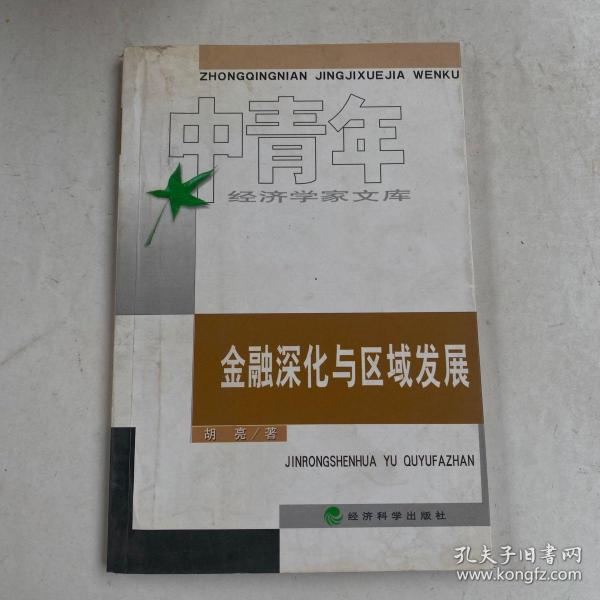 ZHONGQINGNIAN JINGJIXUEJIA WENKU
中青年
经济学家文库
金融深化与区域发展
胡 亮/著
JINRONGSHENHUA YU QUYUFAZHAN
经济科学出版社
孔夫子旧书网
www.kongfz.com